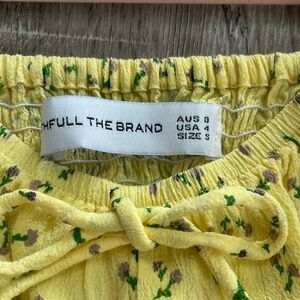 HFULL THE BRAND
AUS 8
USA 4
SIZE S